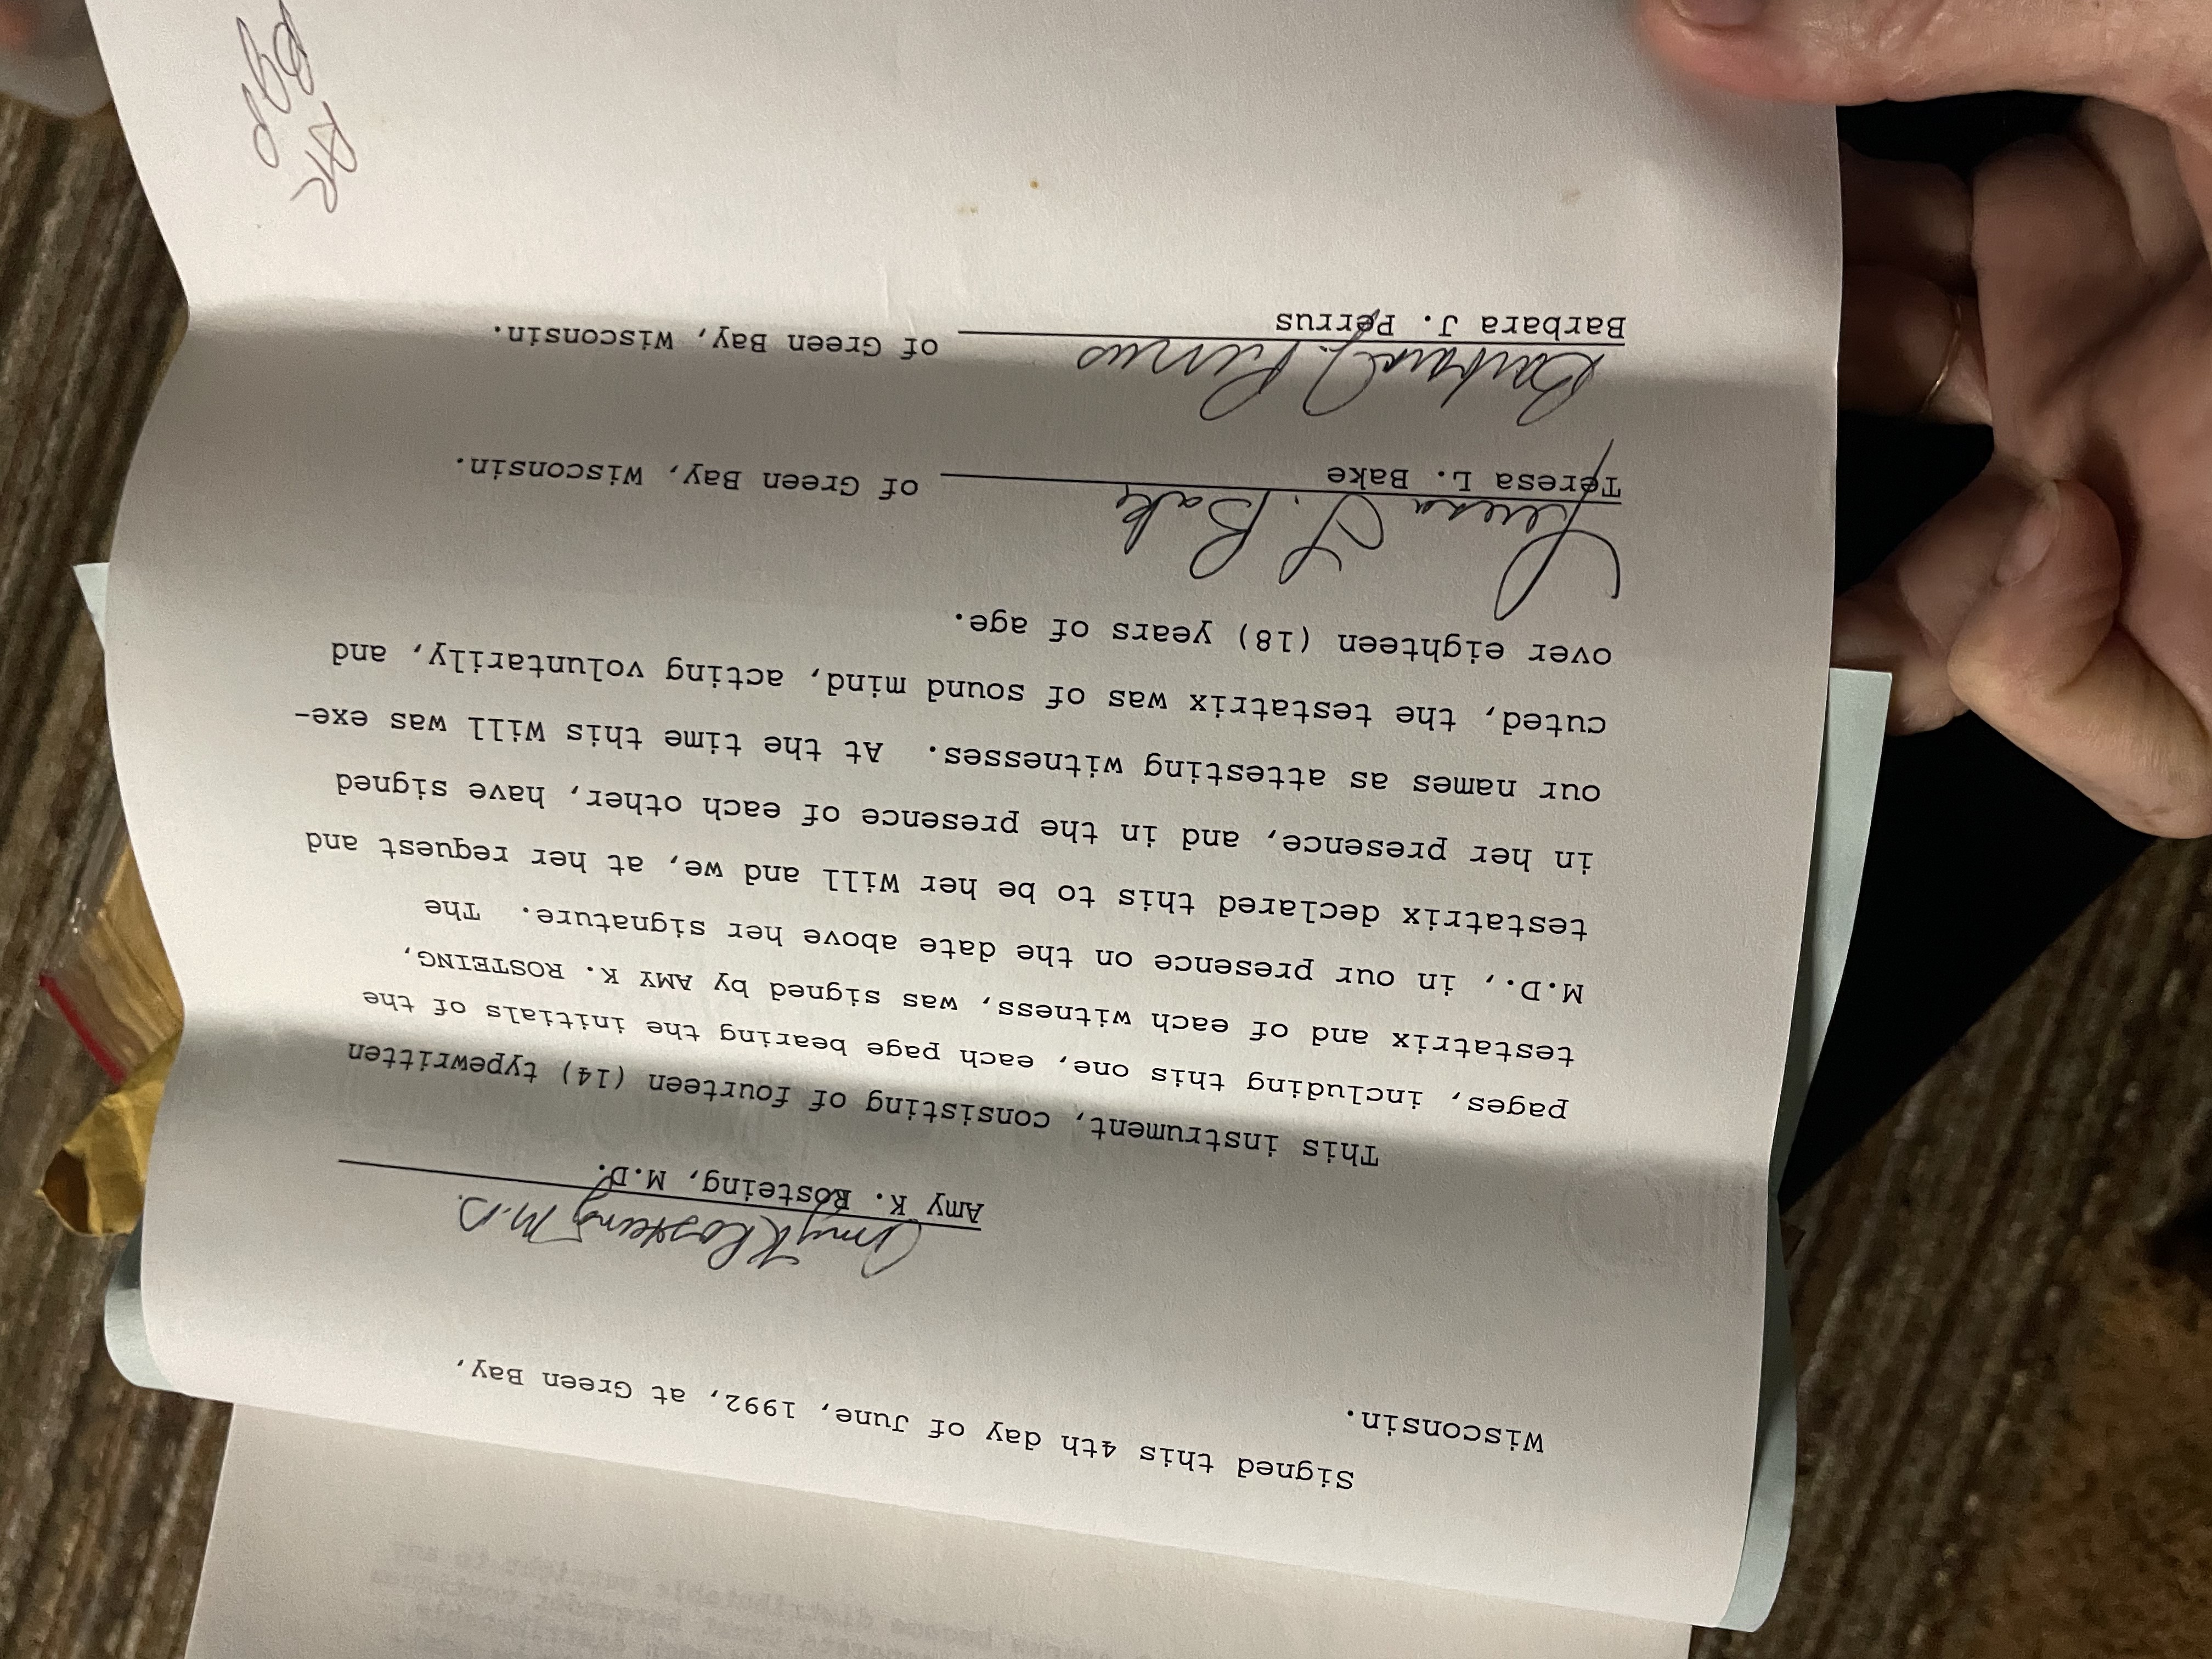 Signed this 4th day of June, 1992, at Green Bay,
Wisconsin.
Amy K Rosteing M.D.
Amy K. Rosteing, M.D.
This instrument, consisting of fourteen (14) typewritten
pages, including this one, each page bearing the initials of the
testatrix and of each witness, was signed by AMY K. ROSTEING,
M.D., in our presence on the date above her signature.  The
testatrix declared this to be her will and we, at her request and
in her presence, and in the presence of each other, have signed
our names as attesting witnesses.  At the time this will was exe-
cuted, the testatrix was of sound mind, acting voluntarily, and
over eighteen (18) years of age.
Teresa L. Bake
Teresa L. Bake of Green Bay, Wisconsin.
Barbara J. Perrus
Barbara J. Perrus of Green Bay, Wisconsin.